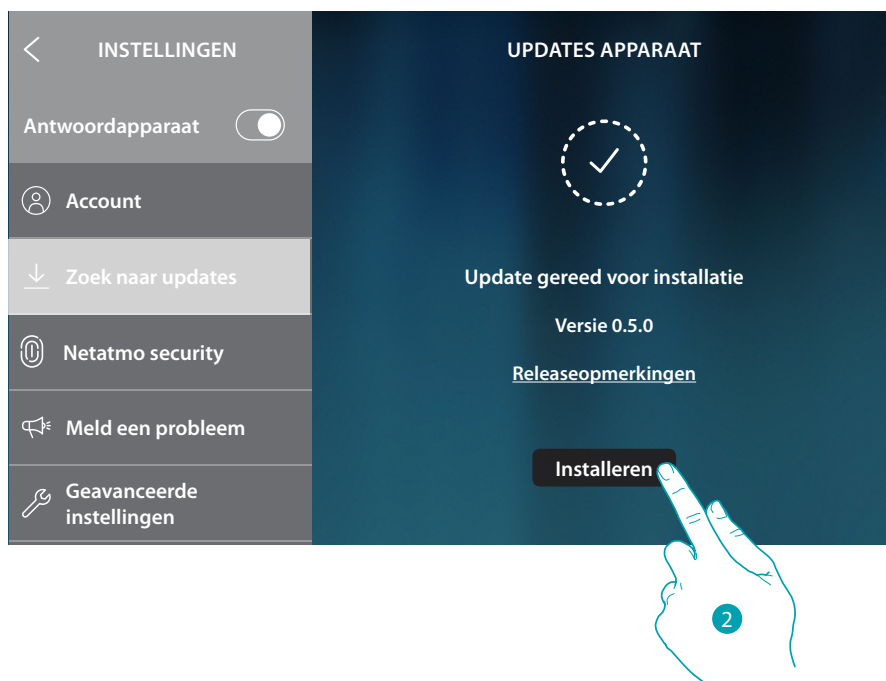 INSTELLINGEN
Antwoordapparaat
Account
Zoek naar updates
Netatmo security
Meld een probleem
Geavanceerde
instellingen
UPDATES APPARAAT
Update gereed voor installatie
Versie 0.5.0
Releaseopmerkingen
Installeren
2